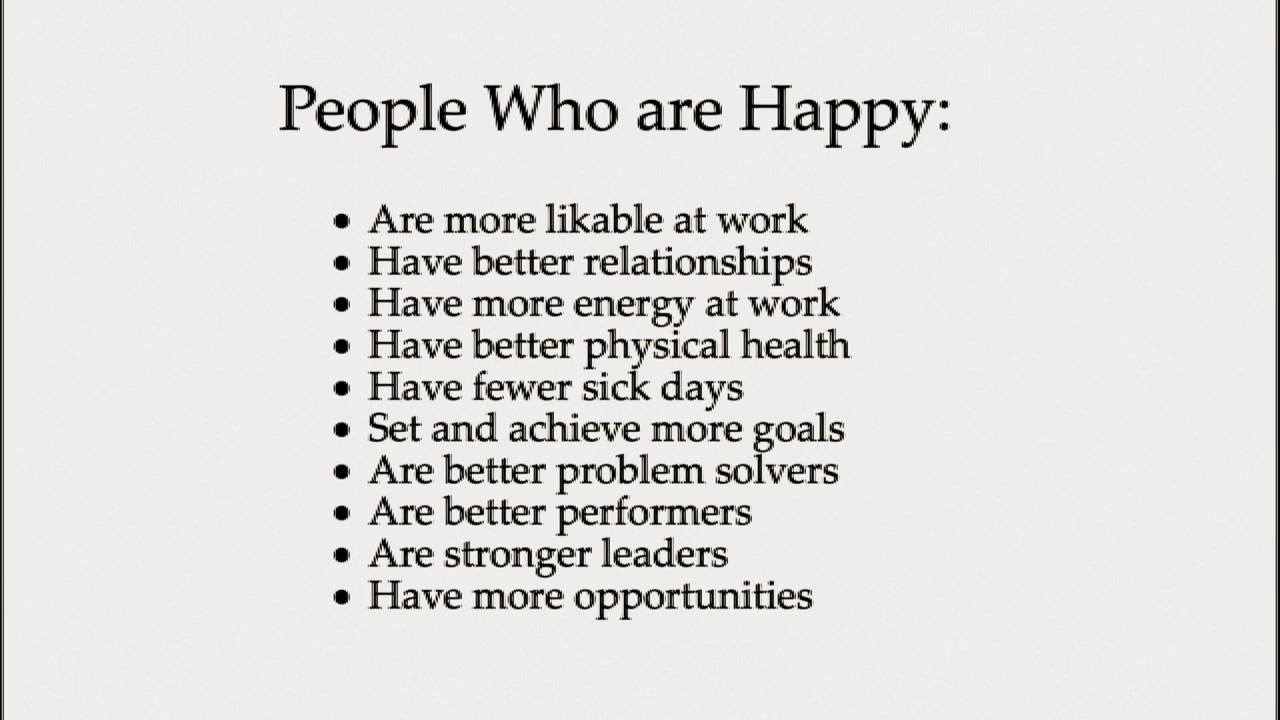 People Who are Happy:
• Are more likable at work
• Have better relationships
• Have more energy at work
• Have better physical health
• Have fewer sick days
• Set and achieve more goals
• Are better problem solvers
• Are better performers
• Are stronger leaders
• Have more opportunities